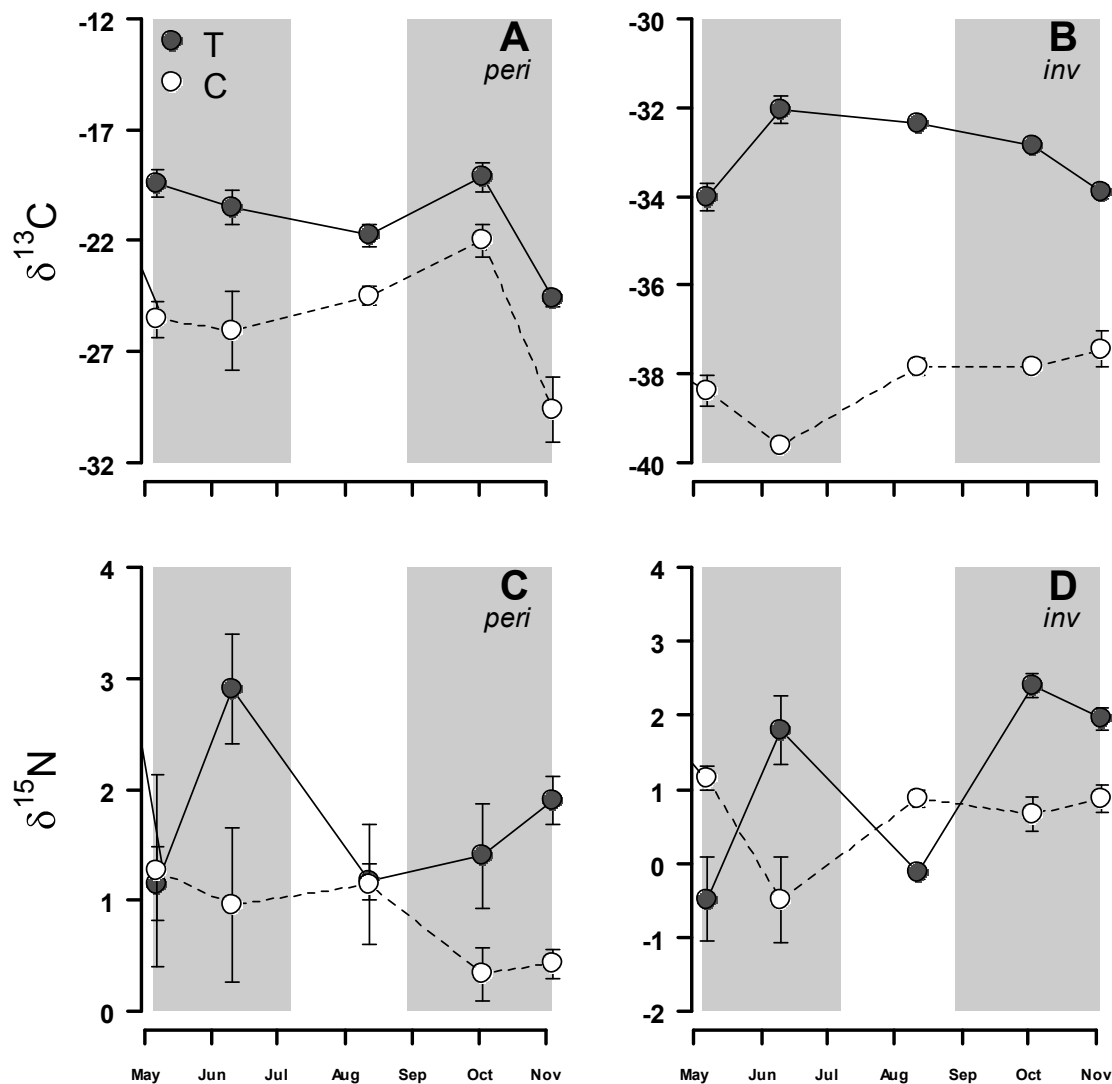 A
peri
T
C
-12
-17
-22
-27
-32
δ13C
B
inv
-30
-32
-34
-36
-38
-40
C
peri
4
3
2
1
0
δ15N
May Jun Jul Aug Sep Oct Nov
D
inv
4
3
2
1
0
-1
-2
May Jun Jul Aug Sep Oct Nov